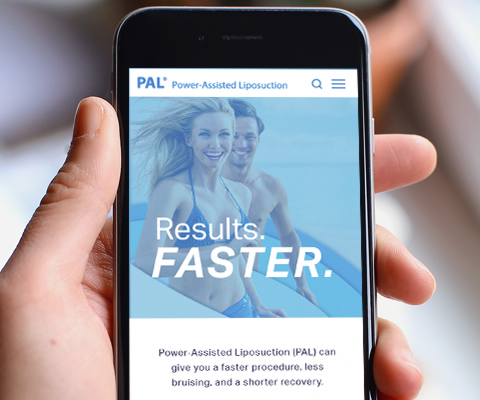 PAL® Power-Assisted Liposuction
Results.
FASTER.
Power-Assisted Liposuction (PAL) can
give you a faster procedure, less
bruising, and a shorter recovery.